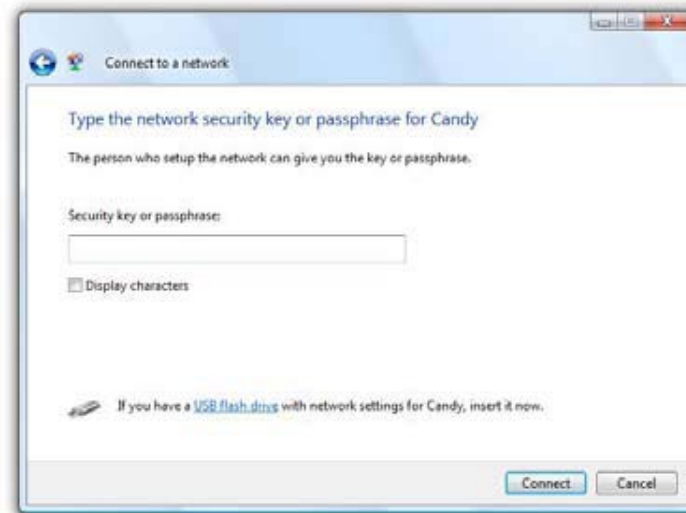 Connect to a network
Type the network security key or passphrase for Candy
The person who setup the network can give you the key or passphrase.
Security key or passphrase:
Display characters
If you have a USB flash drive with network settings for Candy, insert it now.
Connect Cancel